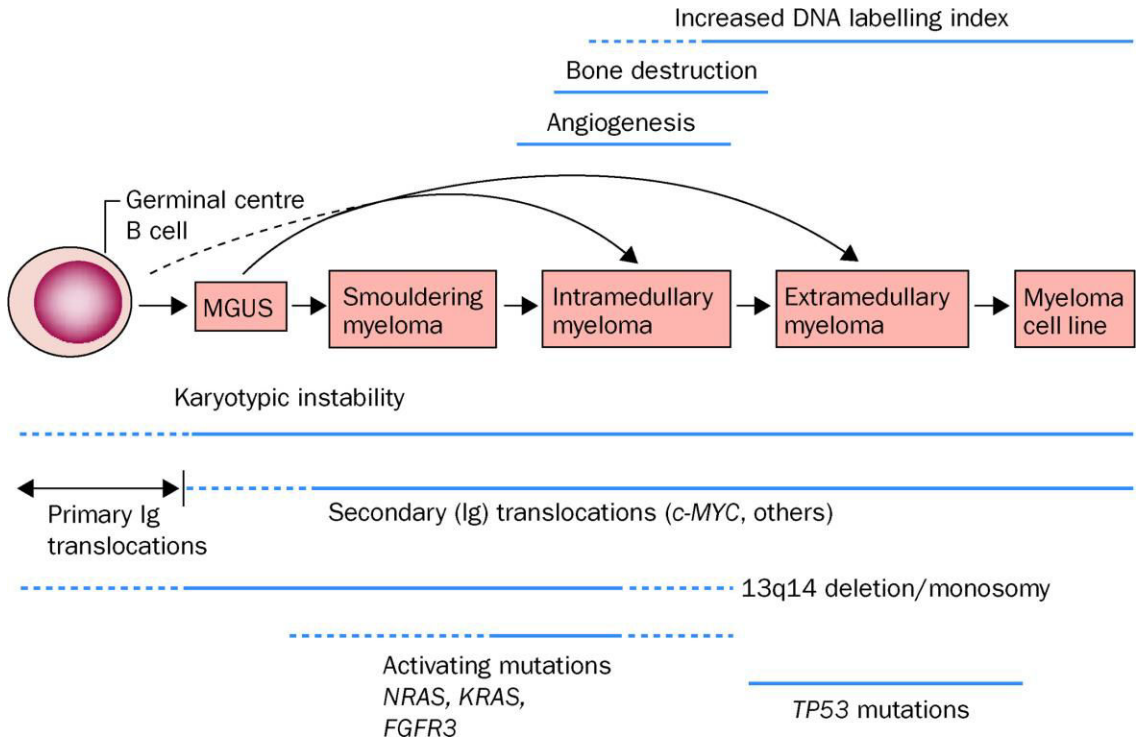 Increased DNA labelling index
Bone destruction
Angiogenesis
Germinal centre
B cell
MGUS
Smouldering
myeloma
Intramedullary
myeloma
Extramedullary
myeloma
Myeloma
cell line
Karyotypic instability
Primary Ig
translocations
Secondary (Ig) translocations (c-MYC, others)
13q14 deletion/monosomy
Activating mutations
NRAS, KRAS,
FGFR3
TP53 mutations